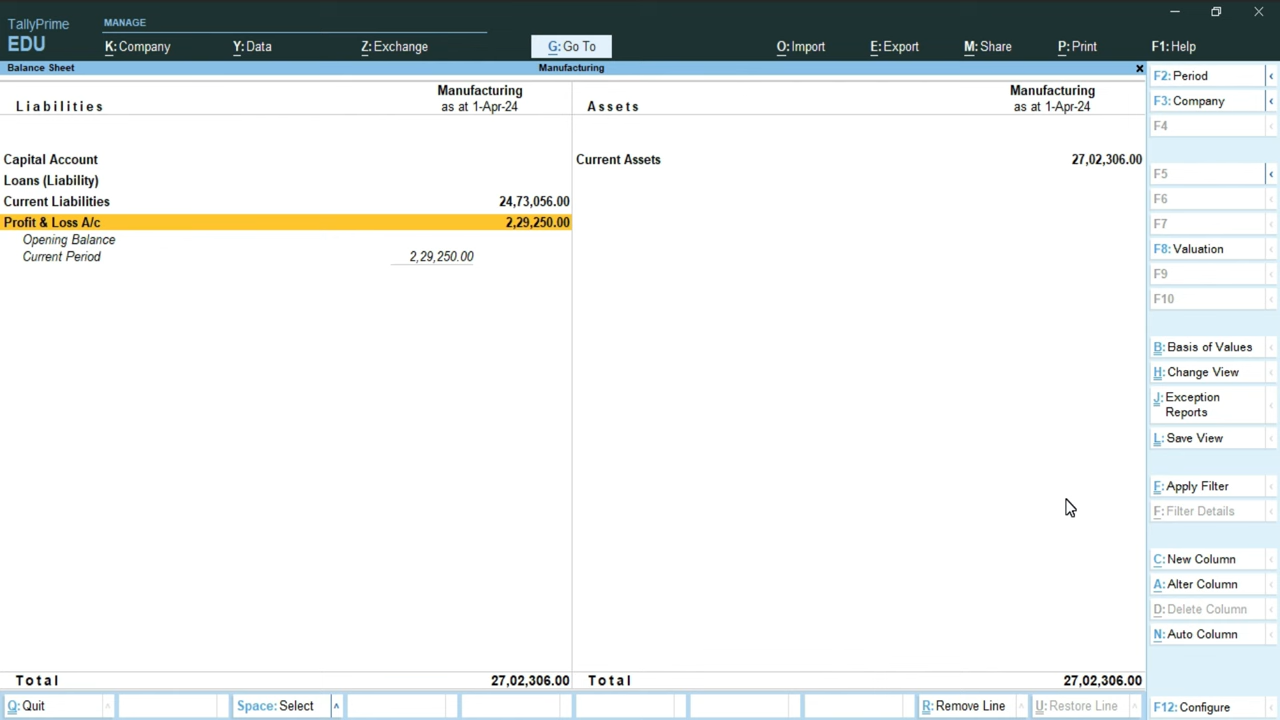 TallyPrime
EDU
MANAGE
K:Company
Y:Data
Z:Exchange
G:Go To
O:Import
E:Export
M:Share
P:Print
F1:Help
Balance Sheet
Manufacturing
Liabilities
Manufacturing
as at 1-Apr-24
Assets
Manufacturing
as at 1-Apr-24
Capital Account
Loans (Liability)
Current Liabilities 24,73,056.00
Profit & Loss A/c 2,29,250.00
Opening Balance
Current Period 2,29,250.00
Current Assets 27,02,306.00
Total 27,02,306.00
Total 27,02,306.00
F2:Period
F3:Company
F4
F5
F6
F7
F8:Valuation
F9
F10
B:Basis of Values
H:Change View
J:Exception
Reports
L:Save View
F:Apply Filter
F:Filter Details
C:New Column
A:Alter Column
D:Delete Column
N:Auto Column
F12:Configure
Q:Quit
Space:Select
R:Remove Line
U:Restore Line